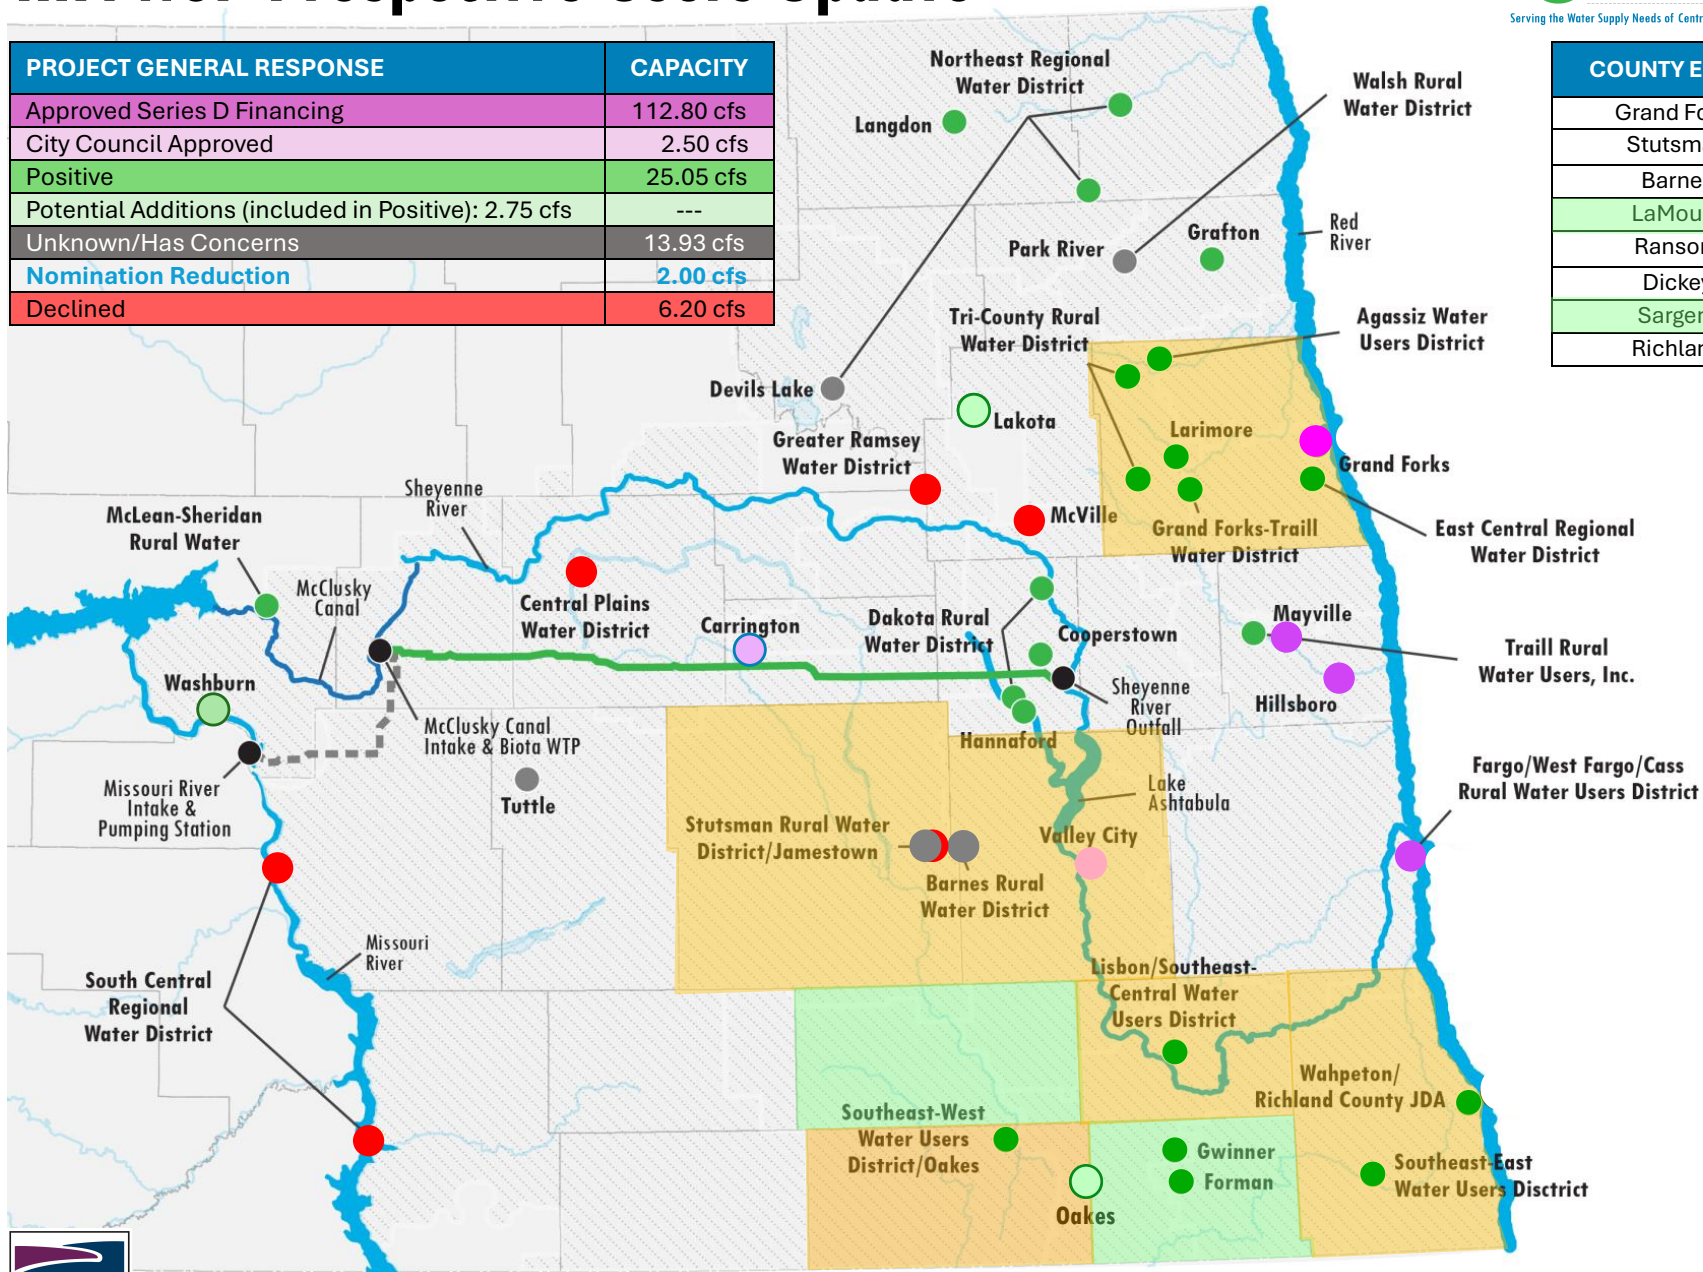 Serving the Water Supply Needs of Centr
PROJECT GENERAL RESPONSE CAPACITY
Approved Series D Financing 112.80 cfs
City Council Approved 2.50 cfs
Positive 25.05 cfs
Potential Additions (included in Positive): 2.75 cfs ---
Unknown/Has Concerns 13.93 cfs
Nomination Reduction 2.00 cfs
Declined 6.20 cfs
COUNTY E
Grand Fo
Stutsm
Barne
LaMou
Ranso
Dickey
Sarger
Richlar
Northeast Regional
Water District
Langdon
Walsh Rural
Water District
Park River
Grafton
Red
River
Tri-County Rural
Water District
Agassiz Water
Users District
Devils Lake
Lakota
Greater Ramsey
Water District
Larimore
Grand Forks
McVille
Grand Forks-Traill
Water District
East Central Regional
Water District
Sheyenne
River
McLean-Sheridan
Rural Water
McClusky
Canal
Central Plains
Water District
Carrington
Dakota Rural
Water District
Cooperstown
Mayville
Traill Rural
Water Users, Inc.
Hillsboro
Washburn
McClusky Canal
Intake & Biota WTP
Sheyenne
River
Outfall
Hannaford
Missouri River
Intake &
Pumping Station
Tuttle
Lake
Ashtabula
Fargo/West Fargo/Cass
Rural Water Users District
Stutsman Rural Water
District/Jamestown
Valley City
Barnes Rural
Water District
Missouri
River
South Central
Regional
Water District
Lisbon/Southeast-
Central Water
Users District
Wahpeton/
Richland County JDA
Southeast-West
Water Users
District/Oakes
Gwinner
Forman
Southeast-East
Water Users Disctrict
Oakes